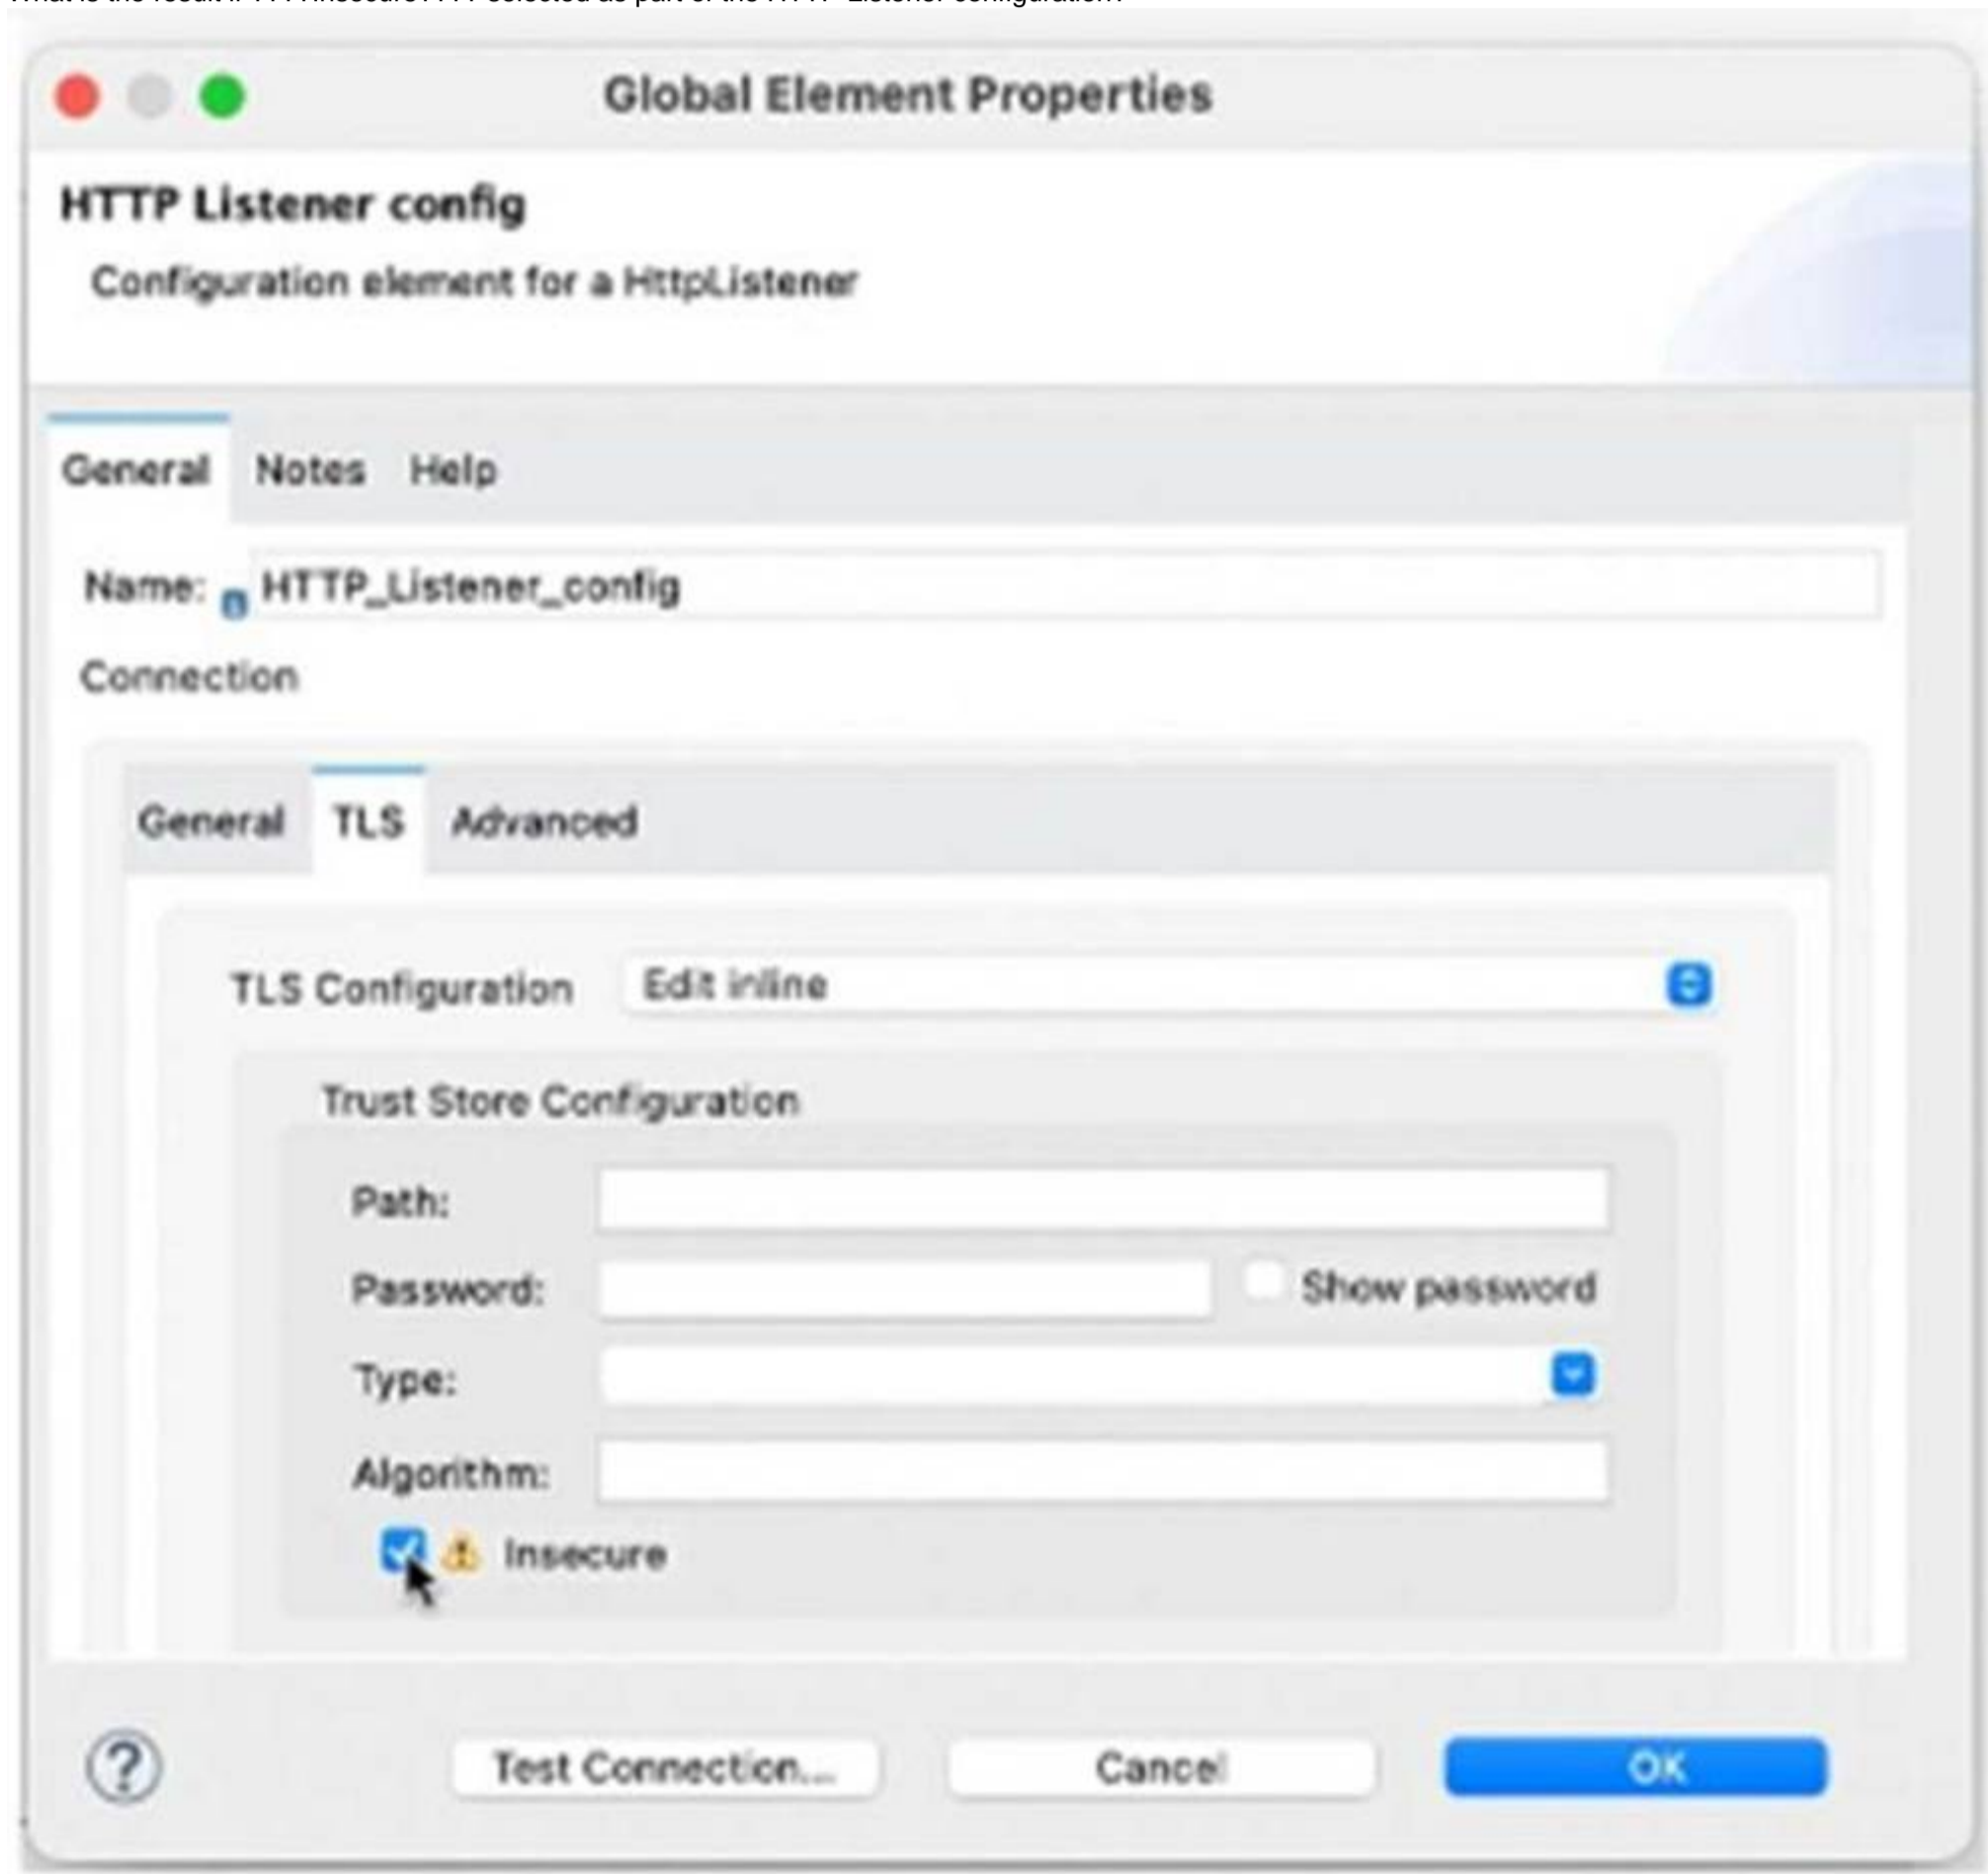 Global Element Properties
HTTP Listener config
Configuration element for a HttpListener
General Notes Help
Name: HTTP_Listener_config
Connection
General TLS Advanced
TLS Configuration Edit inline
Trust Store Configuration
Path:
Password: Show password
Type:
Algorithm:
Insecure
? Test Connection... Cancel OK